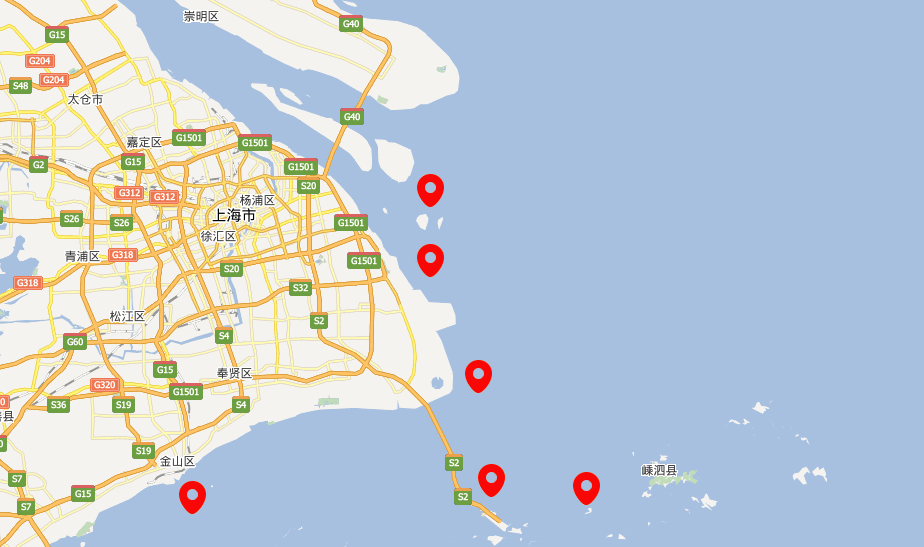 崇明区
G40
G15
G204
G204
S48
太仓市
G40
G1501
嘉定区
G1501
G15
G2
G1501
S20
G312
G312
杨浦区
上海市
S26
S26
G1501
徐汇区
青浦区
G318
G1501
S20
G318
S32
松江区
S2
S4
G60
G15
奉贤区
G320
G1501
0
S36
S19
S4
县
0
S19
金山区
S2
嵊泗县
S7
G15
S2
S7